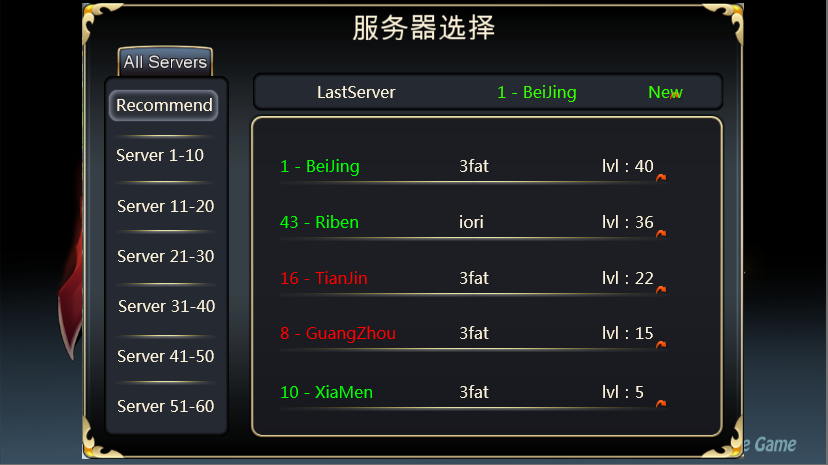 服务器选择
All Servers
Recommend
Server 1-10
Server 11-20
Server 21-30
Server 31-40
Server 41-50
Server 51-60
LastServer 1 - BeiJing New
1 - BeiJing 3fat lvl : 40
43 - Riben iori lvl : 36
16 - TianJin 3fat lvl : 22
8 - GuangZhou 3fat lvl : 15
10 - XiaMen 3fat lvl : 5
Game